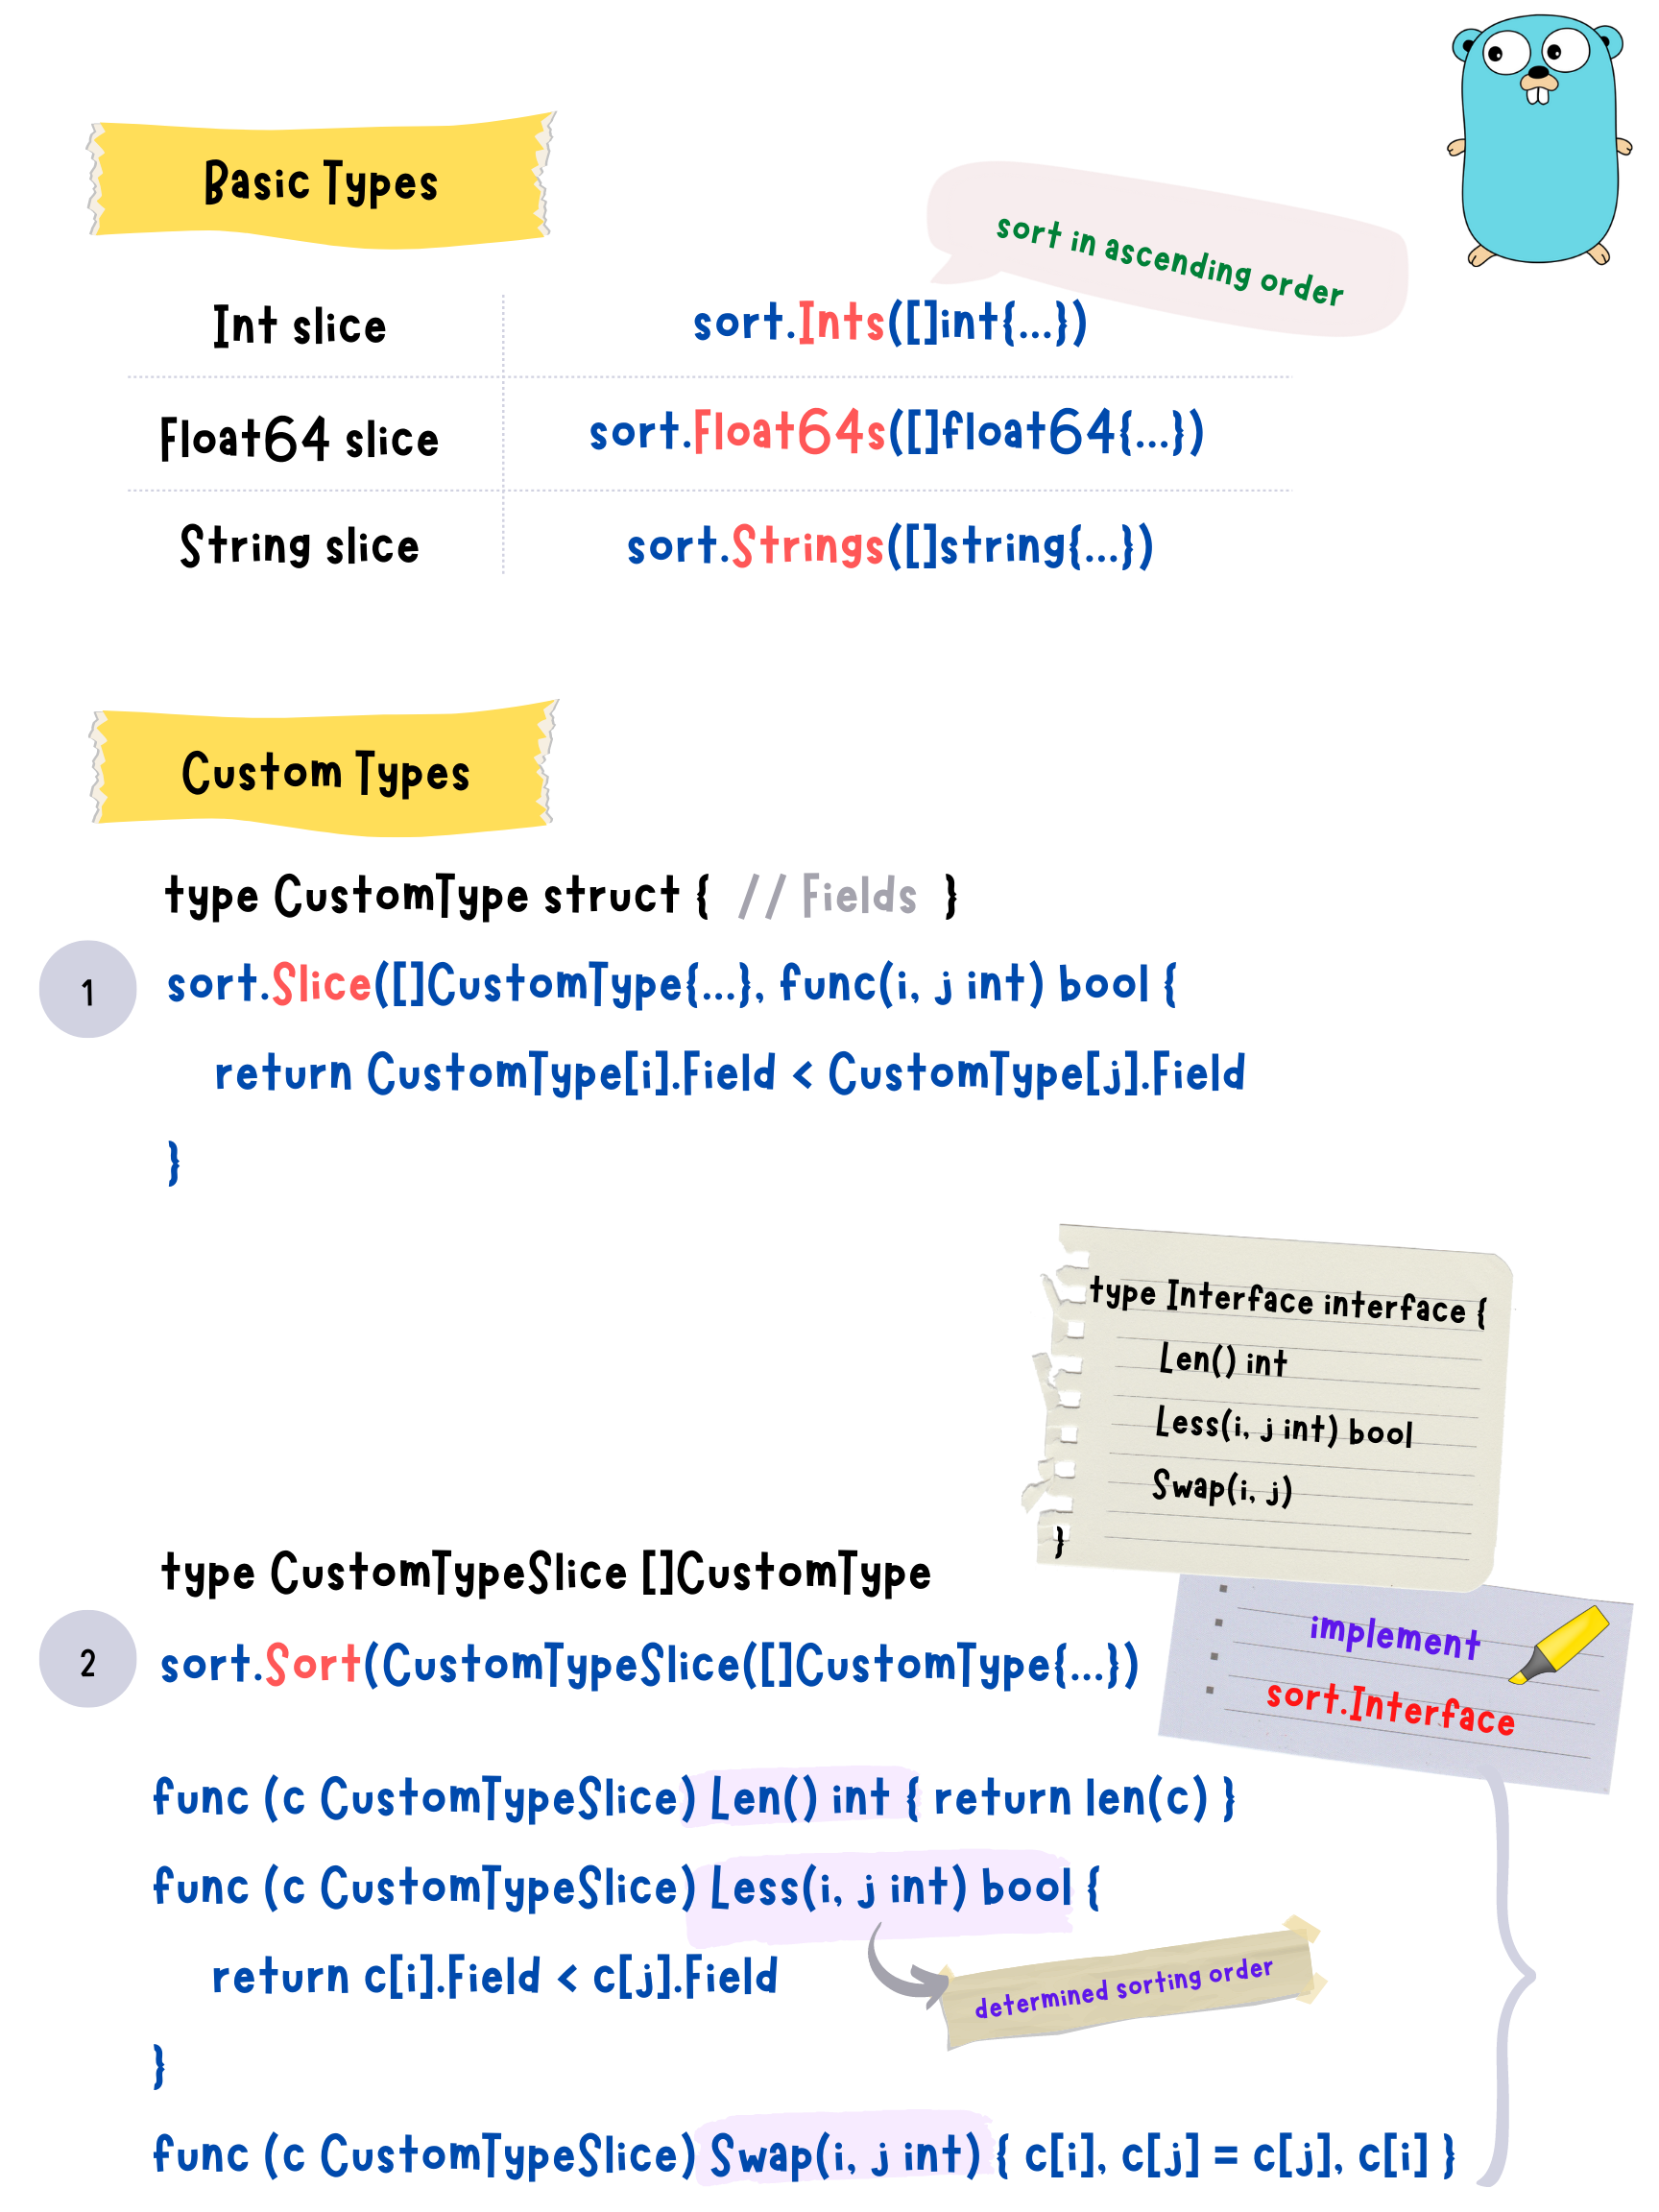 Basic Types
sort in ascending order
Int slice sort.Ints([]int{...})
Float64 slice sort.Float64s([]float64{...})
String slice sort.Strings([]string{...})
Custom Types
type CustomType struct { // Fields }
1
sort.Slice([]CustomType{...}, func(i, j int) bool {
return CustomType[i].Field < CustomType[j].Field
}
type Interface interface {
Len() int
Less(i, j int) bool
Swap(i, j)
}
type CustomTypeSlice []CustomType
2
sort.Sort(CustomTypeSlice([]CustomType{...})
implement
sort.Interface
func (c CustomTypeSlice) Len() int { return len(c) }
func (c CustomTypeSlice) Less(i, j int) bool {
return c[i].Field < c[j].Field
determined sorting order
}
func (c CustomTypeSlice) Swap(i, j int) { c[i], c[j] = c[j], c[i] }